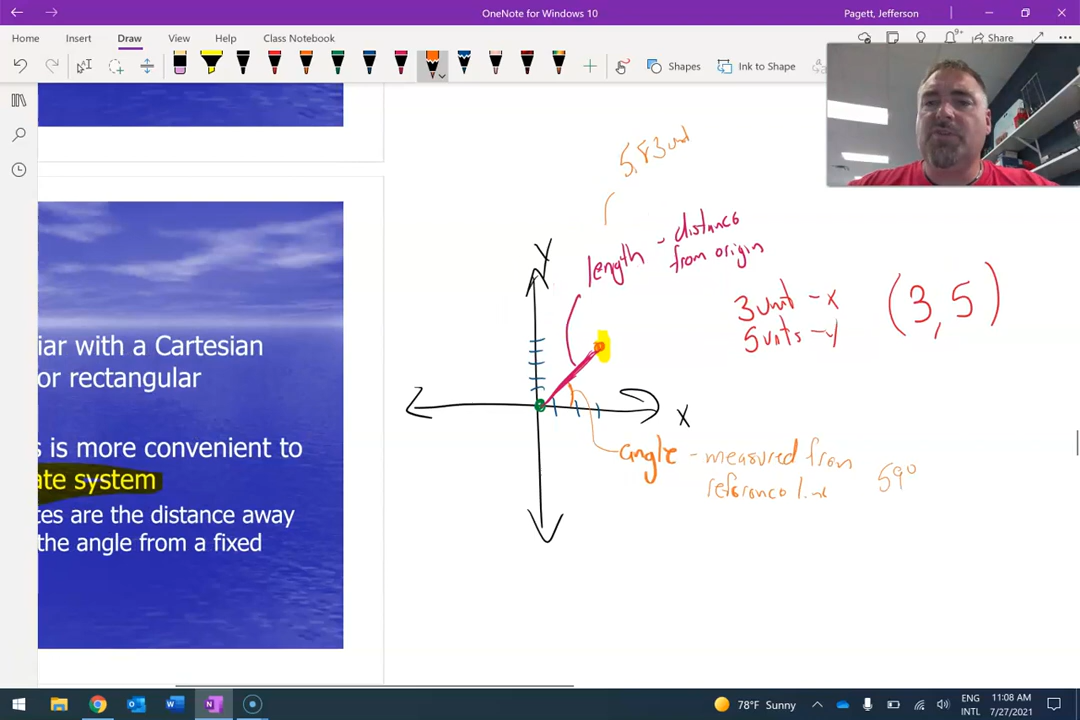 OneNote for Windows 10
Pagett, Jefferson
Home Insert Draw View Help Class Notebook
Share
Shapes
Ink to Shape
9+
5.83 unit
length - distance
from origin
Y
3 unit - x
5 units - y
(3, 5)
X
angle - measured from
reference line
59°
iar with a Cartesian
or rectangular
s is more convenient to
ate system
tes are the distance away
the angle from a fixed
78°F Sunny
ENG
INTL
11:08 AM
7/27/2021